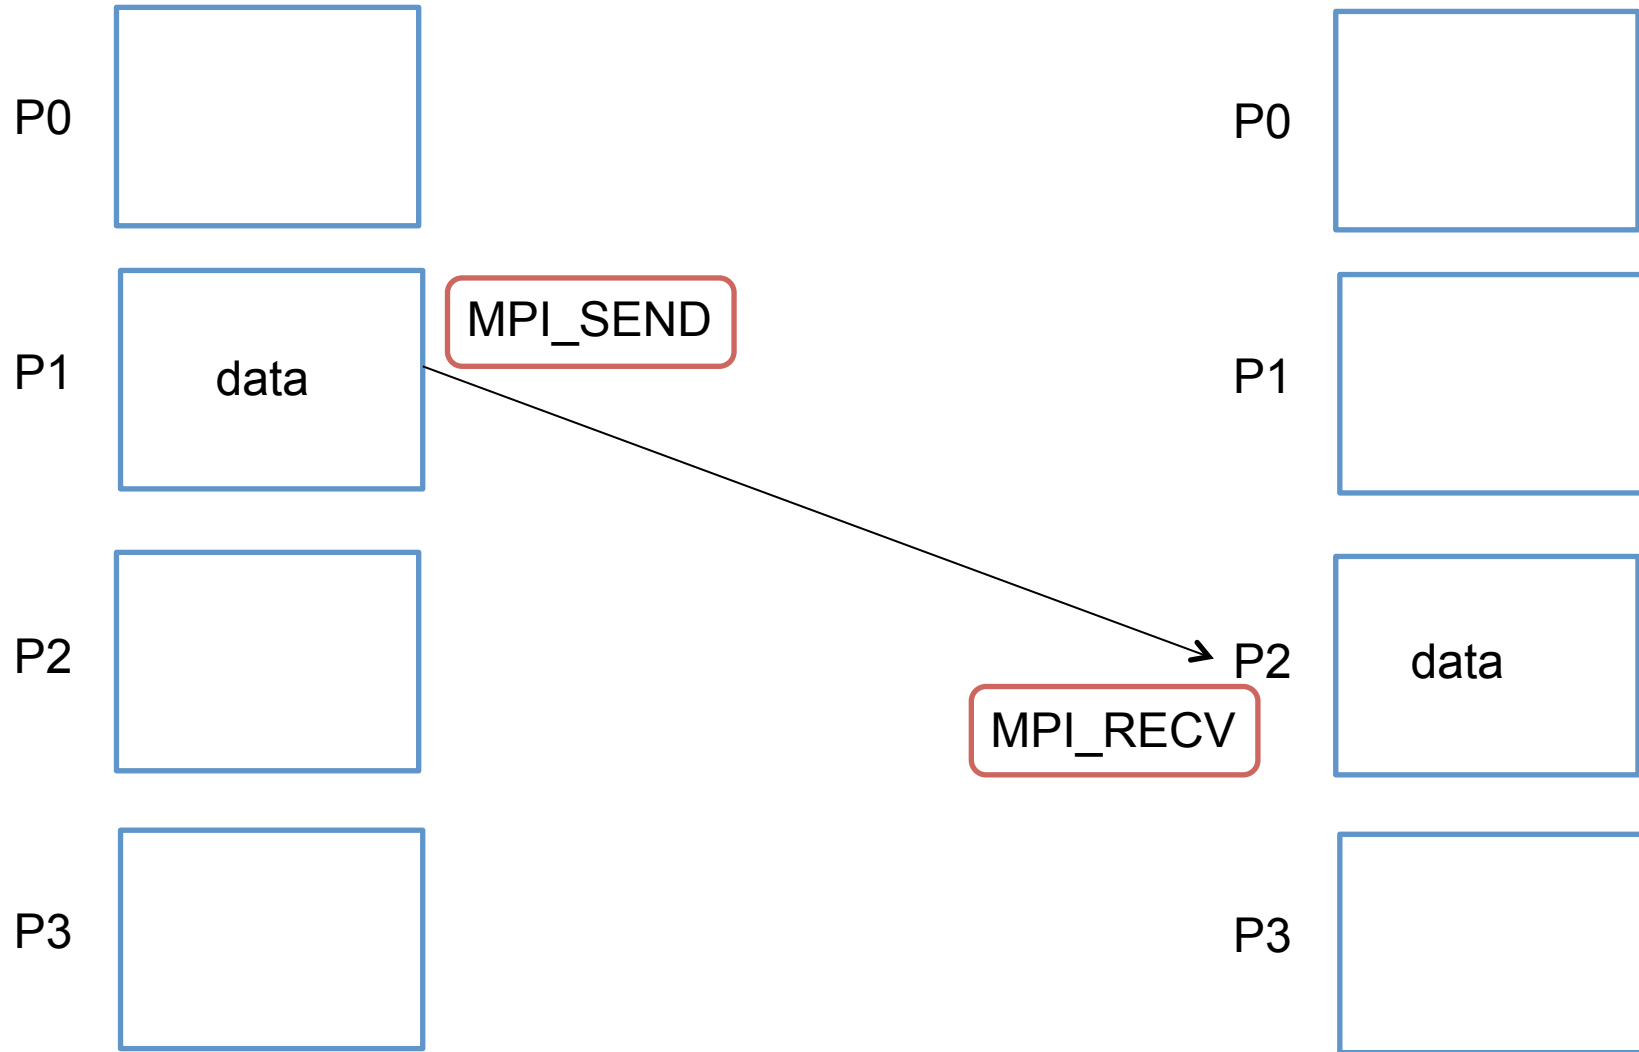 P0
P0
MPI_SEND
P1
data
P1
P2
P2
data
MPI_RECV
P3
P3